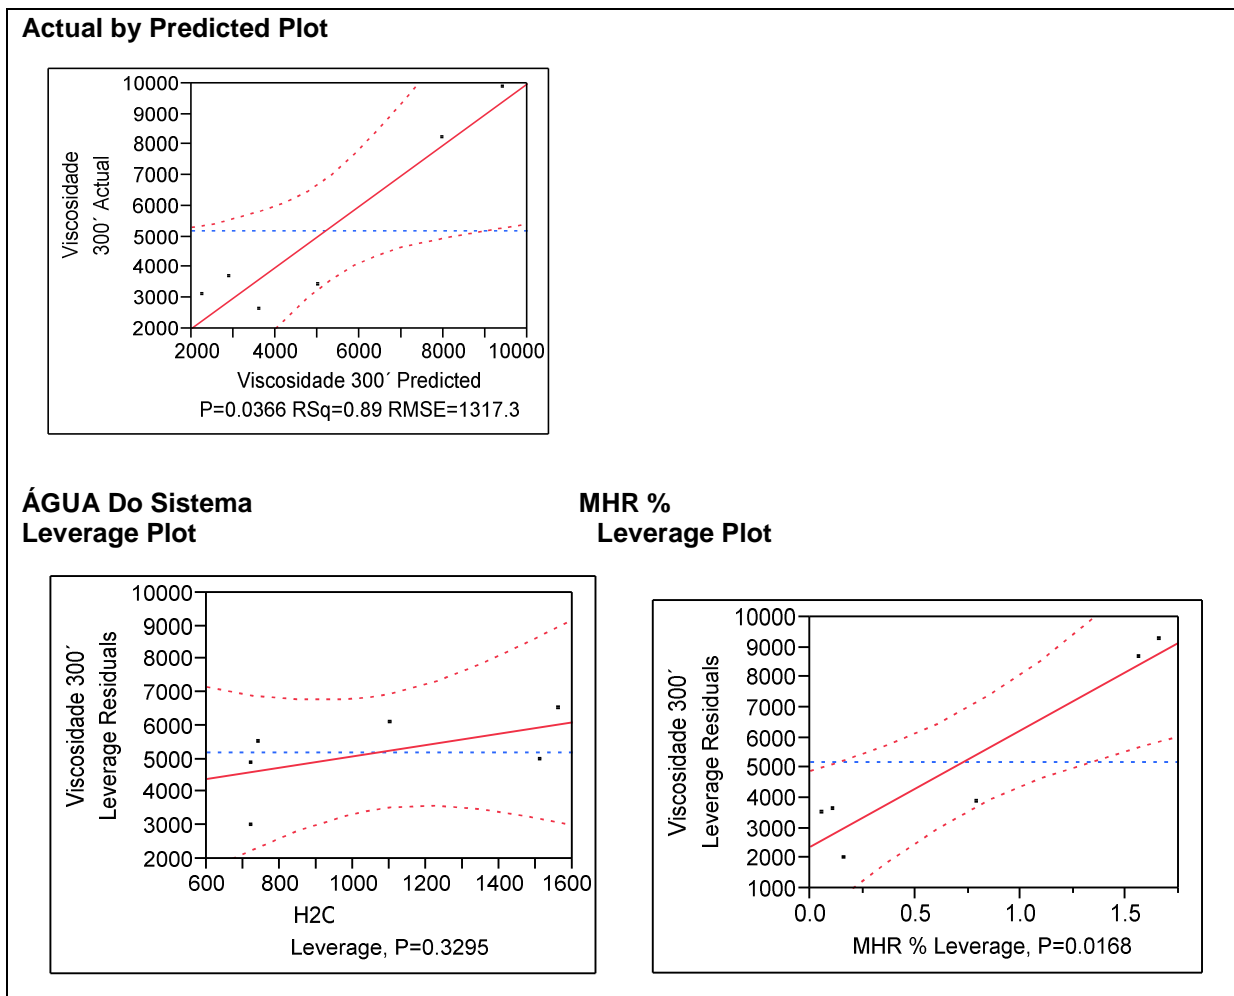 Actual by Predicted Plot
10000
9000
8000
7000
6000
5000
4000
3000
2000
Viscosidade
300´ Actual
2000 4000 6000 8000 10000
Viscosidade 300´ Predicted
P=0.0366 RSq=0.89 RMSE=1317.3
ÁGUA Do Sistema
Leverage Plot
10000
9000
8000
7000
6000
5000
4000
3000
2000
Viscosidade 300´
Leverage Residuals
600 800 1000 1200 1400 1600
H2C
Leverage, P=0.3295
MHR %
Leverage Plot
10000
9000
8000
7000
6000
5000
4000
3000
2000
1000
Viscosidade 300´
Leverage Residuals
0.0 0.5 1.0 1.5
MHR % Leverage, P=0.0168